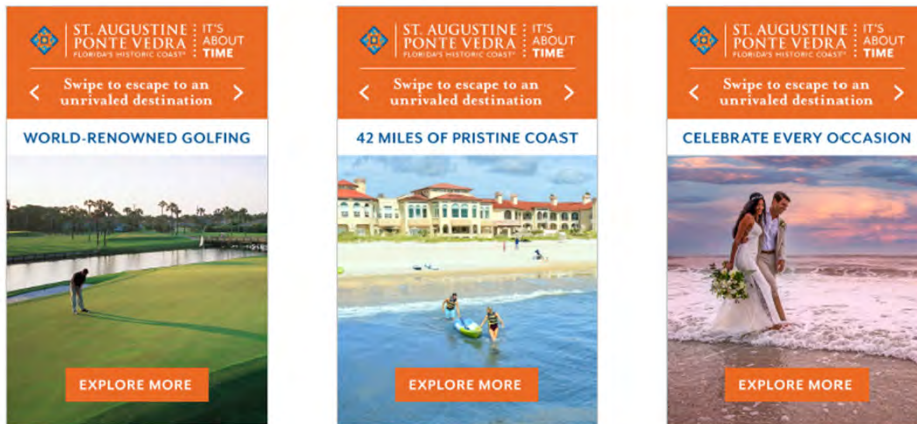 ST. AUGUSTINE
PONTE VEDRA
FLORIDA'S HISTORIC COAST®
IT'S
ABOUT
TIME
Swipe to escape to an
unrivaled destination
WORLD-RENOWNED GOLFING
EXPLORE MORE
ST. AUGUSTINE
PONTE VEDRA
FLORIDA'S HISTORIC COAST®
IT'S
ABOUT
TIME
Swipe to escape to an
unrivaled destination
42 MILES OF PRISTINE COAST
EXPLORE MORE
ST. AUGUSTINE
PONTE VEDRA
FLORIDA'S HISTORIC COAST®
IT'S
ABOUT
TIME
Swipe to escape to an
unrivaled destination
CELEBRATE EVERY OCCASION
EXPLORE MORE